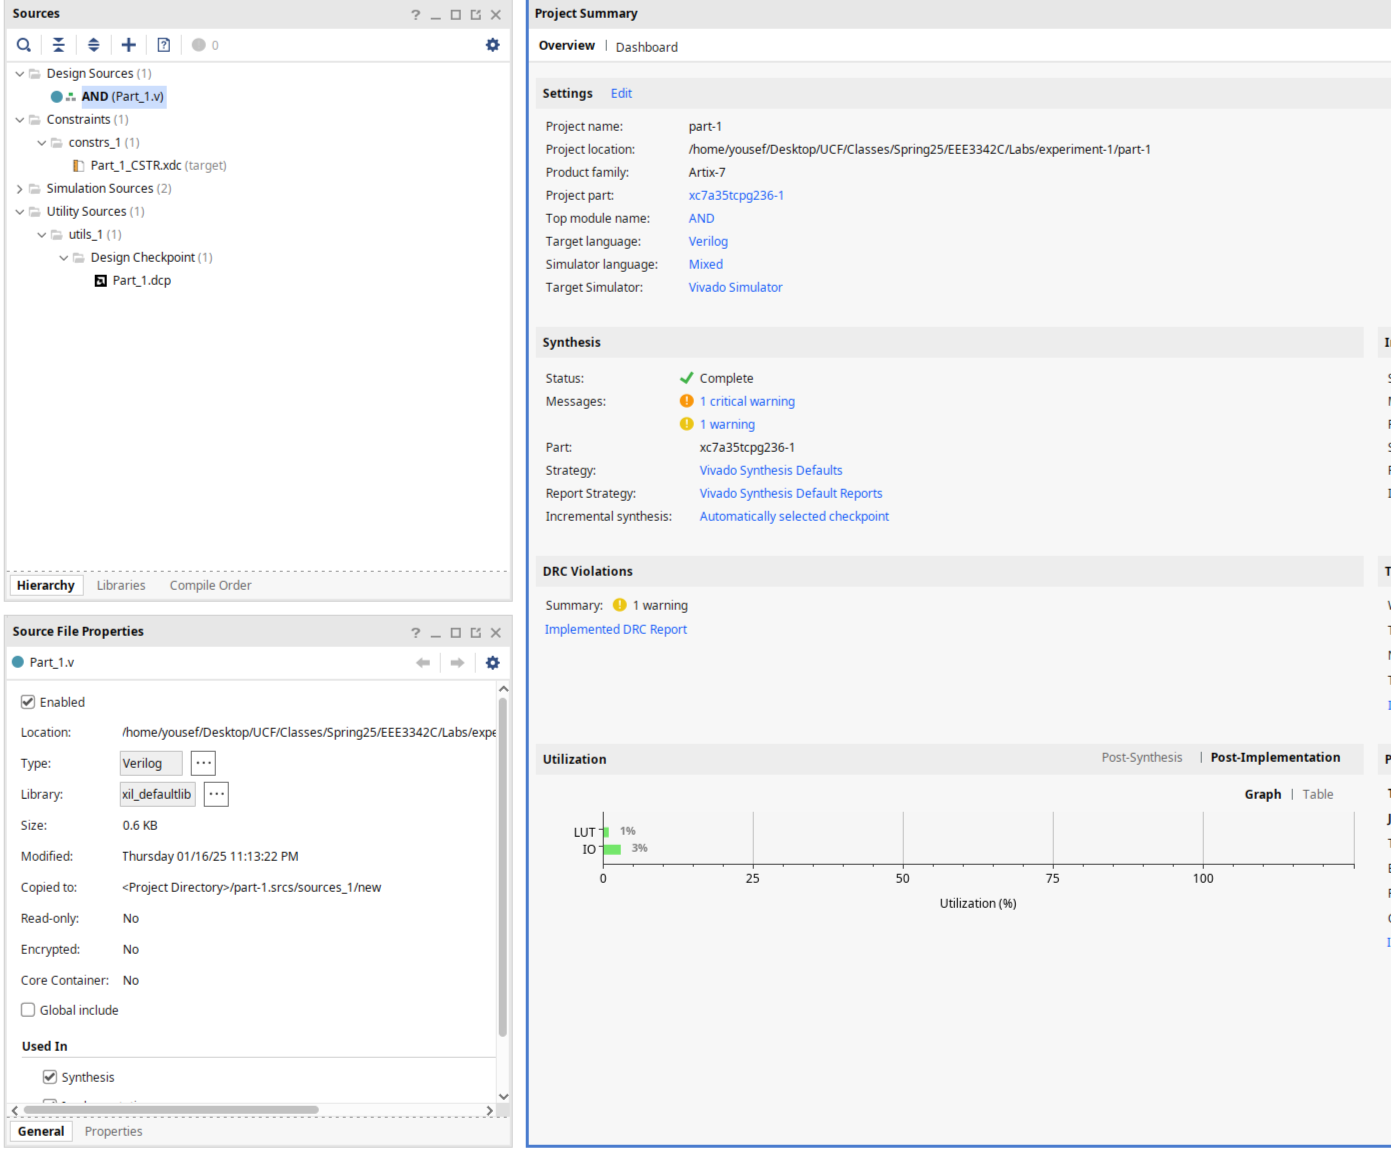 Sources
?
0
Design Sources (1)
AND (Part_1.v)
Constraints (1)
constrs_1 (1)
Part_1_CSTR.xdc (target)
Simulation Sources (2)
Utility Sources (1)
utils_1 (1)
Design Checkpoint (1)
Part_1.dcp
Hierarchy Libraries Compile Order
Source File Properties
?
Part_1.v
Enabled
Location: /home/yousef/Desktop/UCF/Classes/Spring25/EEE3342C/Labs/expe
Type: Verilog ...
Library: xil_defaultlib ...
Size: 0.6 KB
Modified: Thursday 01/16/25 11:13:22 PM
Copied to: <Project Directory>/part-1.srcs/sources_1/new
Read-only: No
Encrypted: No
Core Container: No
Global include
Used In
Synthesis
General Properties
Project Summary
Overview | Dashboard
Settings Edit
Project name: part-1
Project location: /home/yousef/Desktop/UCF/Classes/Spring25/EEE3342C/Labs/experiment-1/part-1
Product family: Artix-7
Project part: xc7a35tcpg236-1
Top module name: AND
Target language: Verilog
Simulator language: Mixed
Target Simulator: Vivado Simulator
Synthesis
Status: Complete
Messages: 1 critical warning
1 warning
Part: xc7a35tcpg236-1
Strategy: Vivado Synthesis Defaults
Report Strategy: Vivado Synthesis Default Reports
Incremental synthesis: Automatically selected checkpoint
DRC Violations
Summary: 1 warning
Implemented DRC Report
Utilization Post-Synthesis | Post-Implementation
Graph | Table
LUT 1%
IO 3%
0 25 50 75 100
Utilization (%)